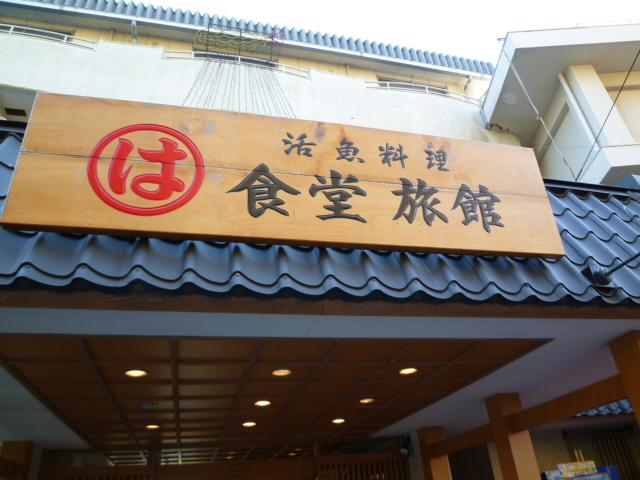 は
活魚料理
食堂 旅館